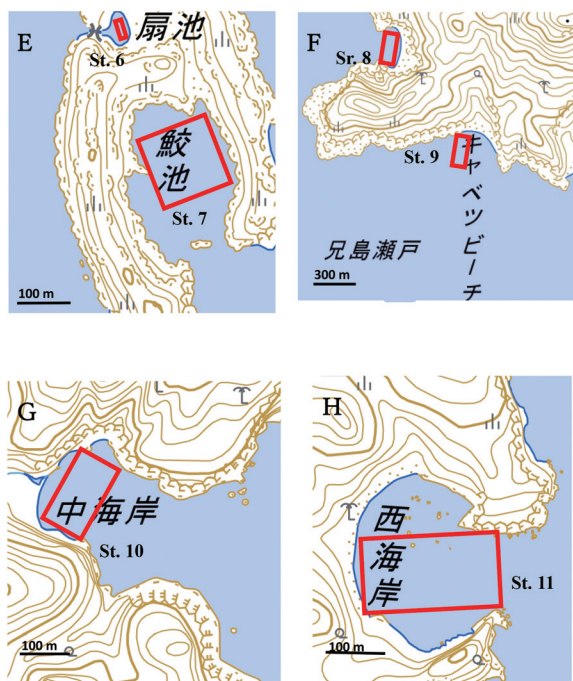 E
扇池
St. 6
鮫池
St. 7
100 m
F
Sr. 8
St. 9
キャベツビーチ
兄島瀬戸
300 m
G
中海岸
St. 10
100 m
H
西海岸
St. 11
100 m